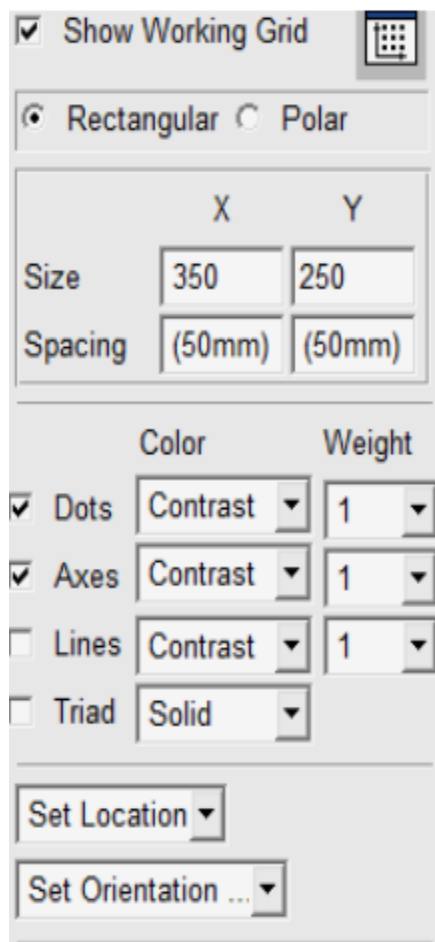 Show Working Grid
Rectangular Polar
X Y
Size 350 250
Spacing (50mm) (50mm)
Color Weight
Dots Contrast 1
Axes Contrast 1
Lines Contrast 1
Triad Solid
Set Location
Set Orientation ...